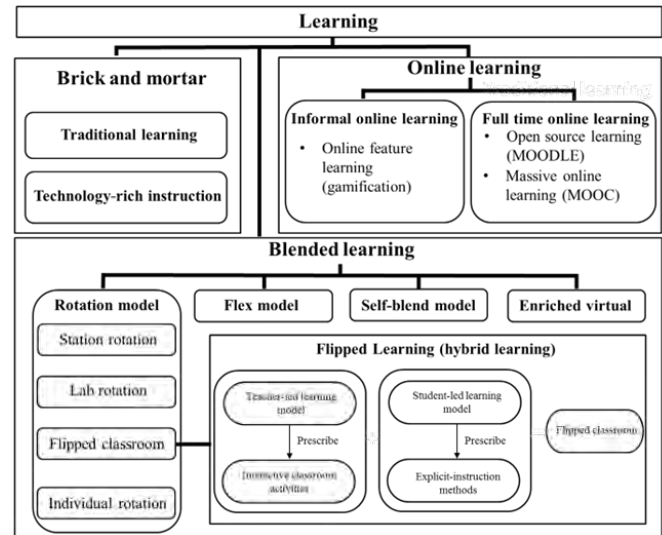 Learning
Brick and mortar
Traditional learning
Technology-rich instruction
Online learning
Informal online learning
• Online feature
learning
(gamification)
Full time online learning
• Open source learning
(MOODLE)
• Massive online
learning (MOOC)
Blended learning
Rotation model
Flex model
Self-blend model
Enriched virtual
Station rotation
Lab rotation
Flipped classroom
Individual rotation
Flipped Learning (hybrid learning)
Teacher-led learning
model
Prescribe
classroom
activities
Student-led learning
model
Prescribe
Explicit-instruction
methods
Flipped classroom